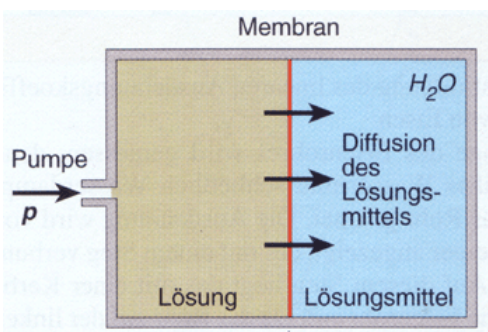 Membran
H₂O
Pumpe
p
Diffusion
des
Lösungs-
mittels
Lösung
Lösungsmittel